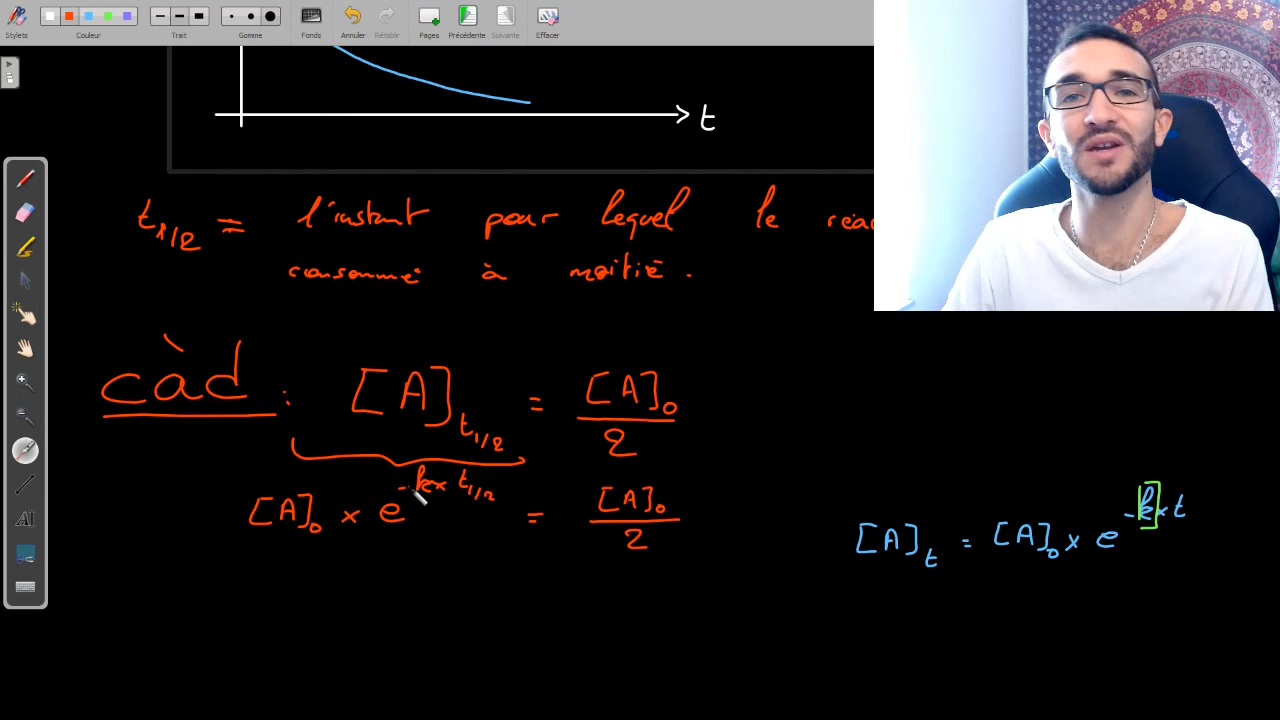 Stylets Couleur Trait Gomme Fonds Annuler Rétablir Pages Précédente Suivante Effacer
t
t1/2 = l'instant pour lequel le
consommé à moitié.
càd : [A]t1/2 = [A]0/2
[A]0 × e^-k× t1/2 = [A]0/2
[A]t = [A]0 × e^-k×t